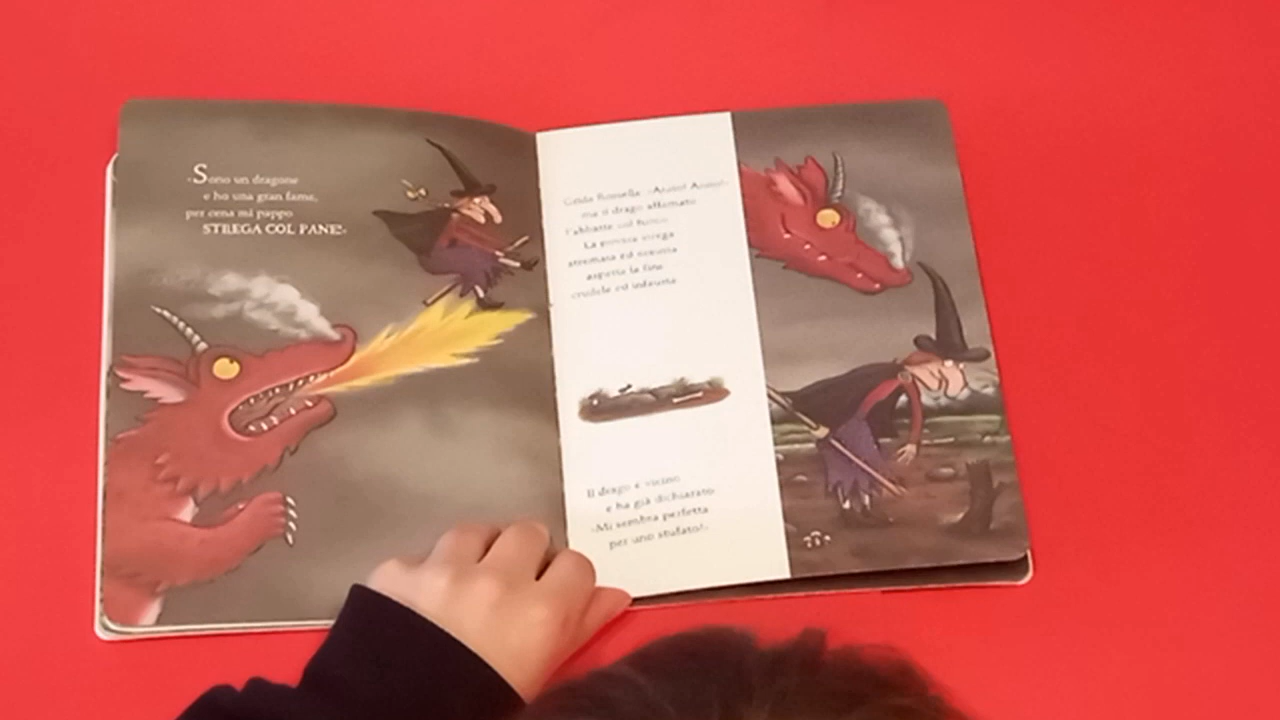 «Sono un dragone
e ho una gran fame,
per cena mi pappo
STREGA COL PANE!»
Grida Rossella: «Aiuto! Aiuto!»
ma il drago affamato
l'abbatte col fuoco.
La povera strega
stremata ed esausta
aspetta la fine
crudele ed infausta.
Il drago è vicino
e ha già dichiarato
«Mi sembra perfetta
per uno stufato!»